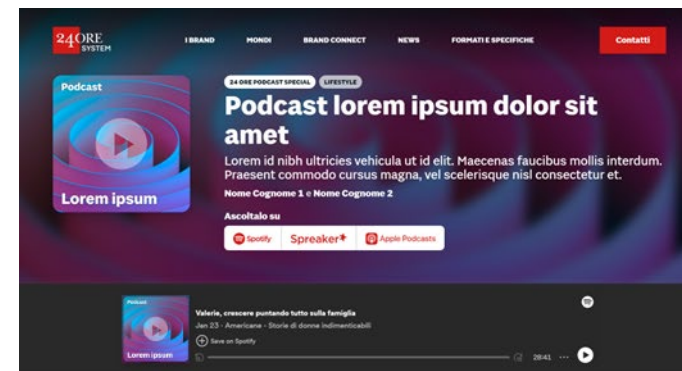 24 ORE
SYSTEM
I BRAND
MONDI
BRAND CONNECT
NEWS
FORMATI E SPECIFICHE
Contatti
Podcast
Lorem ipsum
24 ORE PODCAST SPECIAL
LIFESTYLE
Podcast lorem ipsum dolor sit
amet
Lorem id nibh ultricies vehicula ut id elit. Maecenas faucibus mollis interdum.
Praesent commodo cursus magna, vel scelerisque nisl consectetur et.
Nome Cognome 1 e Nome Cognome 2
Ascoltalo su
Spotify
Spreaker
Apple Podcasts
Podcast
Lorem ipsum
Valerie, crescere puntando tutto sulla famiglia
Jan 23 · Americane - Storie di donne indimenticabili
Save on Spotify
28:41